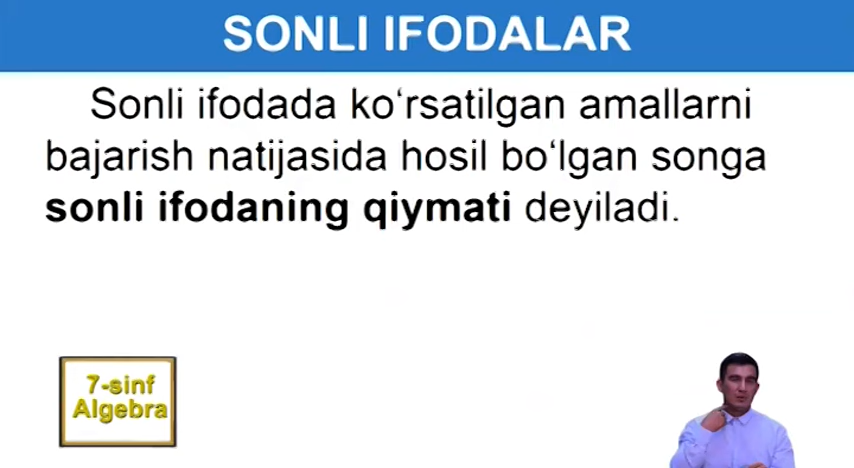 SONLI IFODALAR
Sonli ifodada ko‘rsatilgan amallarni
bajarish natijasida hosil bo‘lgan songa
sonli ifodaning qiymati deyiladi.
7-sinf
Algebra